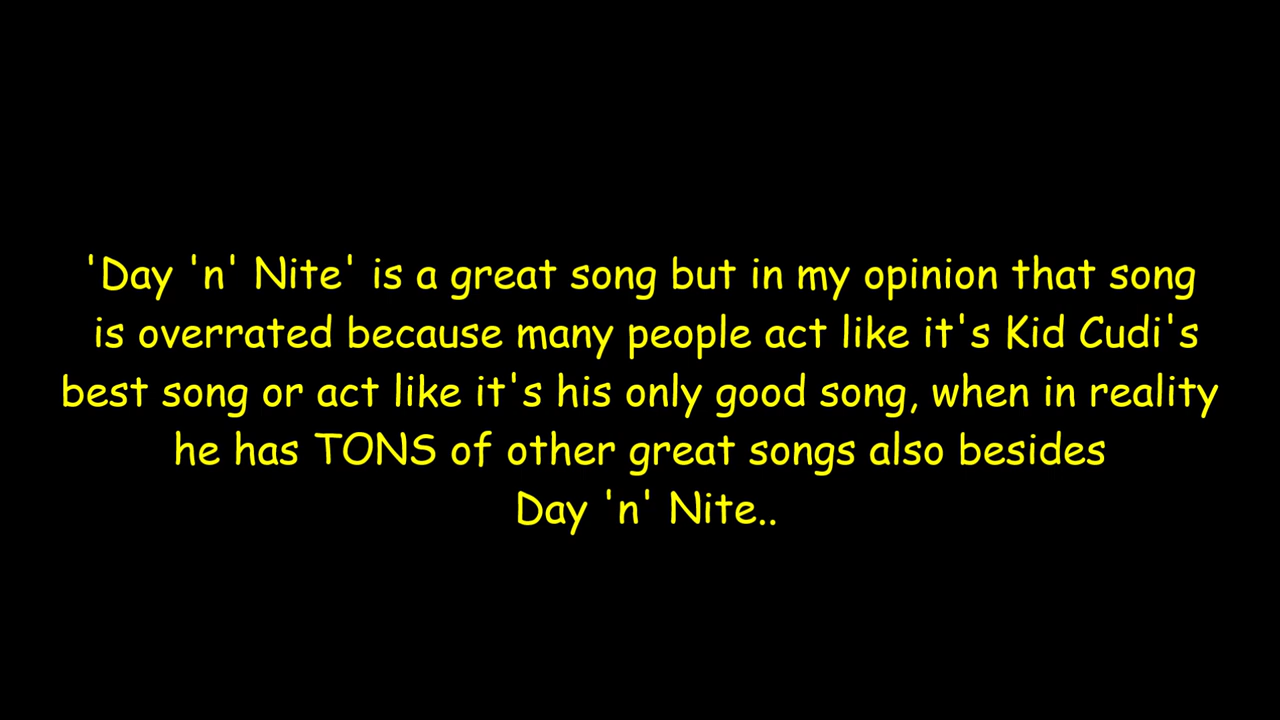 'Day 'n' Nite' is a great song but in my opinion that song
is overrated because many people act like it's Kid Cudi's
best song or act like it's his only good song, when in reality
he has TONS of other great songs also besides
Day 'n' Nite..